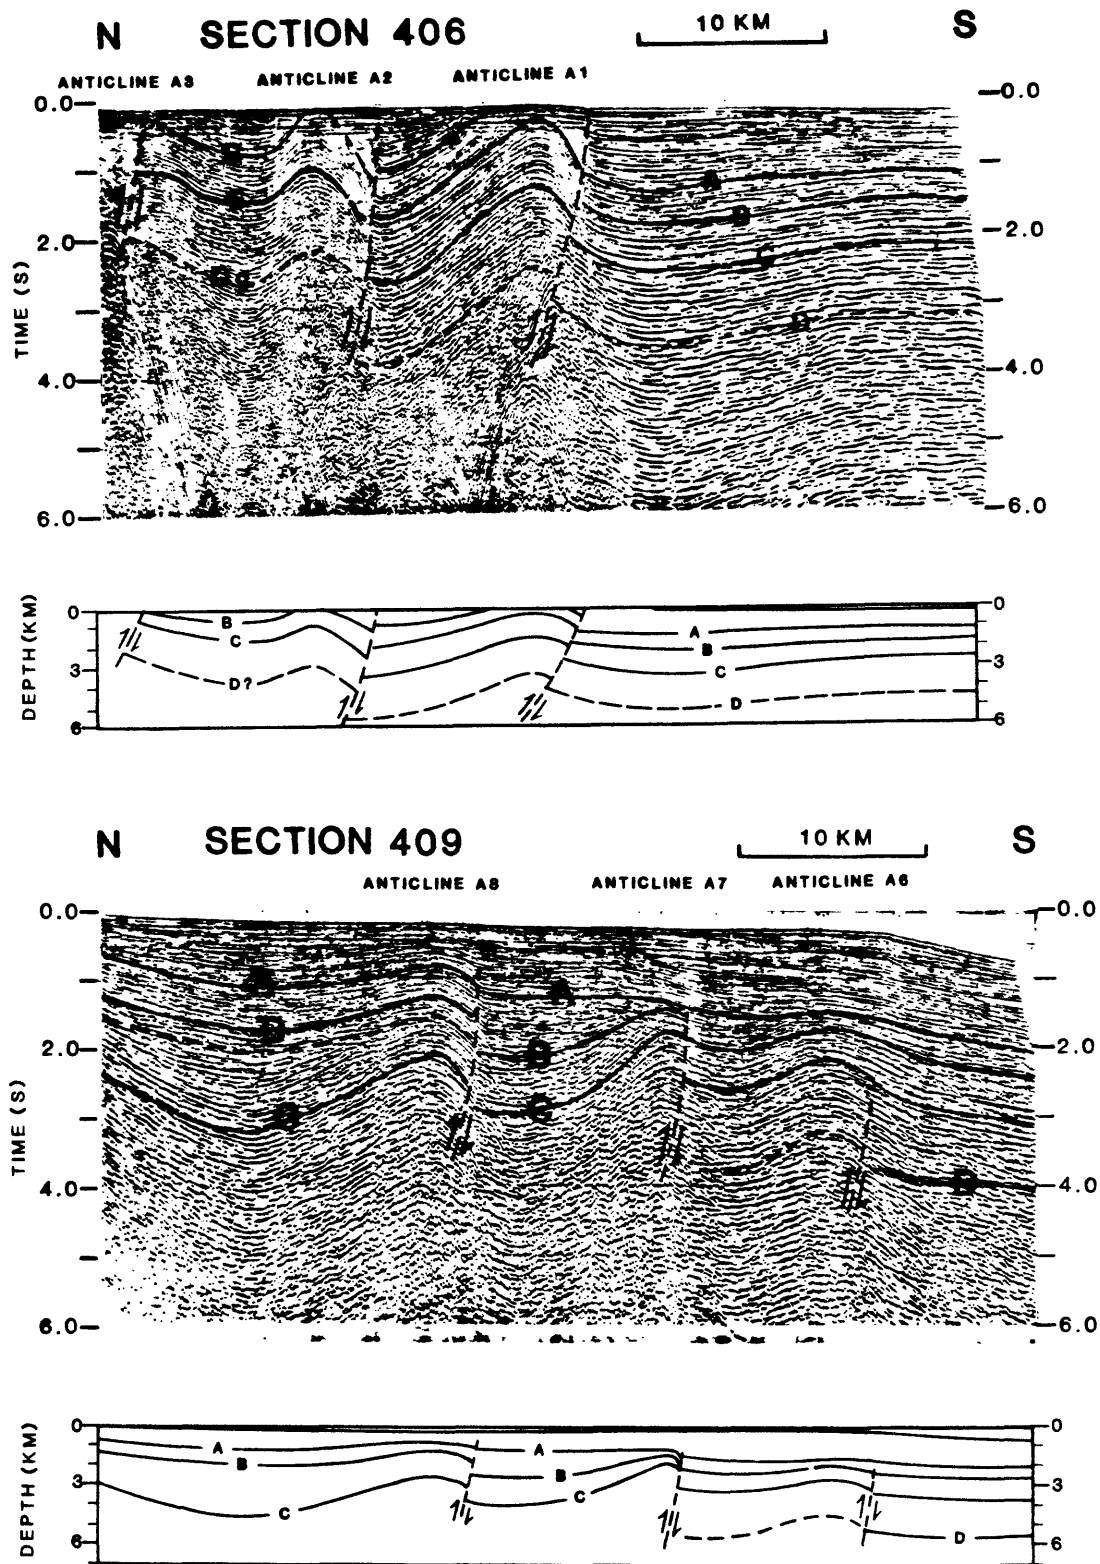 N SECTION 406 10 KM S
ANTICLINE A3 ANTICLINE A2 ANTICLINE A1
0.0 0.0
A
B
2.0 2.0
C
D
TIME (S)
4.0 4.0
6.0 6.0
0 0
B
A
C
B
3 C 3
D?
D
6 6
DEPTH (KM)
N SECTION 409 10 KM S
ANTICLINE A8 ANTICLINE A7 ANTICLINE A6
0.0 0.0
A A
B
2.0 B 2.0
C C
TIME (S)
4.0 D 4.0
6.0 6.0
0 0
A A
B B
3 3
C C
D
6 6
DEPTH (KM)